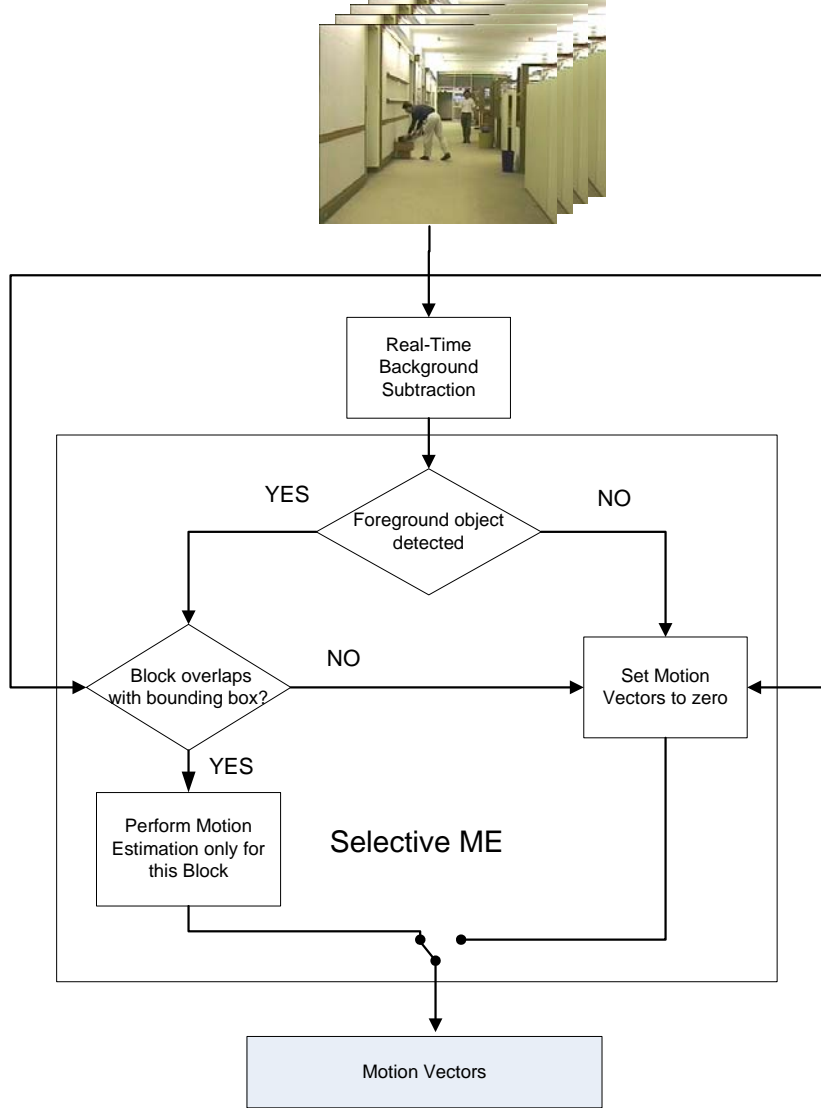 Real-Time
Background
Subtraction
YES
NO
Foreground object
detected
NO
Block overlaps
with bounding box?
Set Motion
Vectors to zero
YES
Perform Motion
Estimation only for
this Block
Selective ME
Motion Vectors